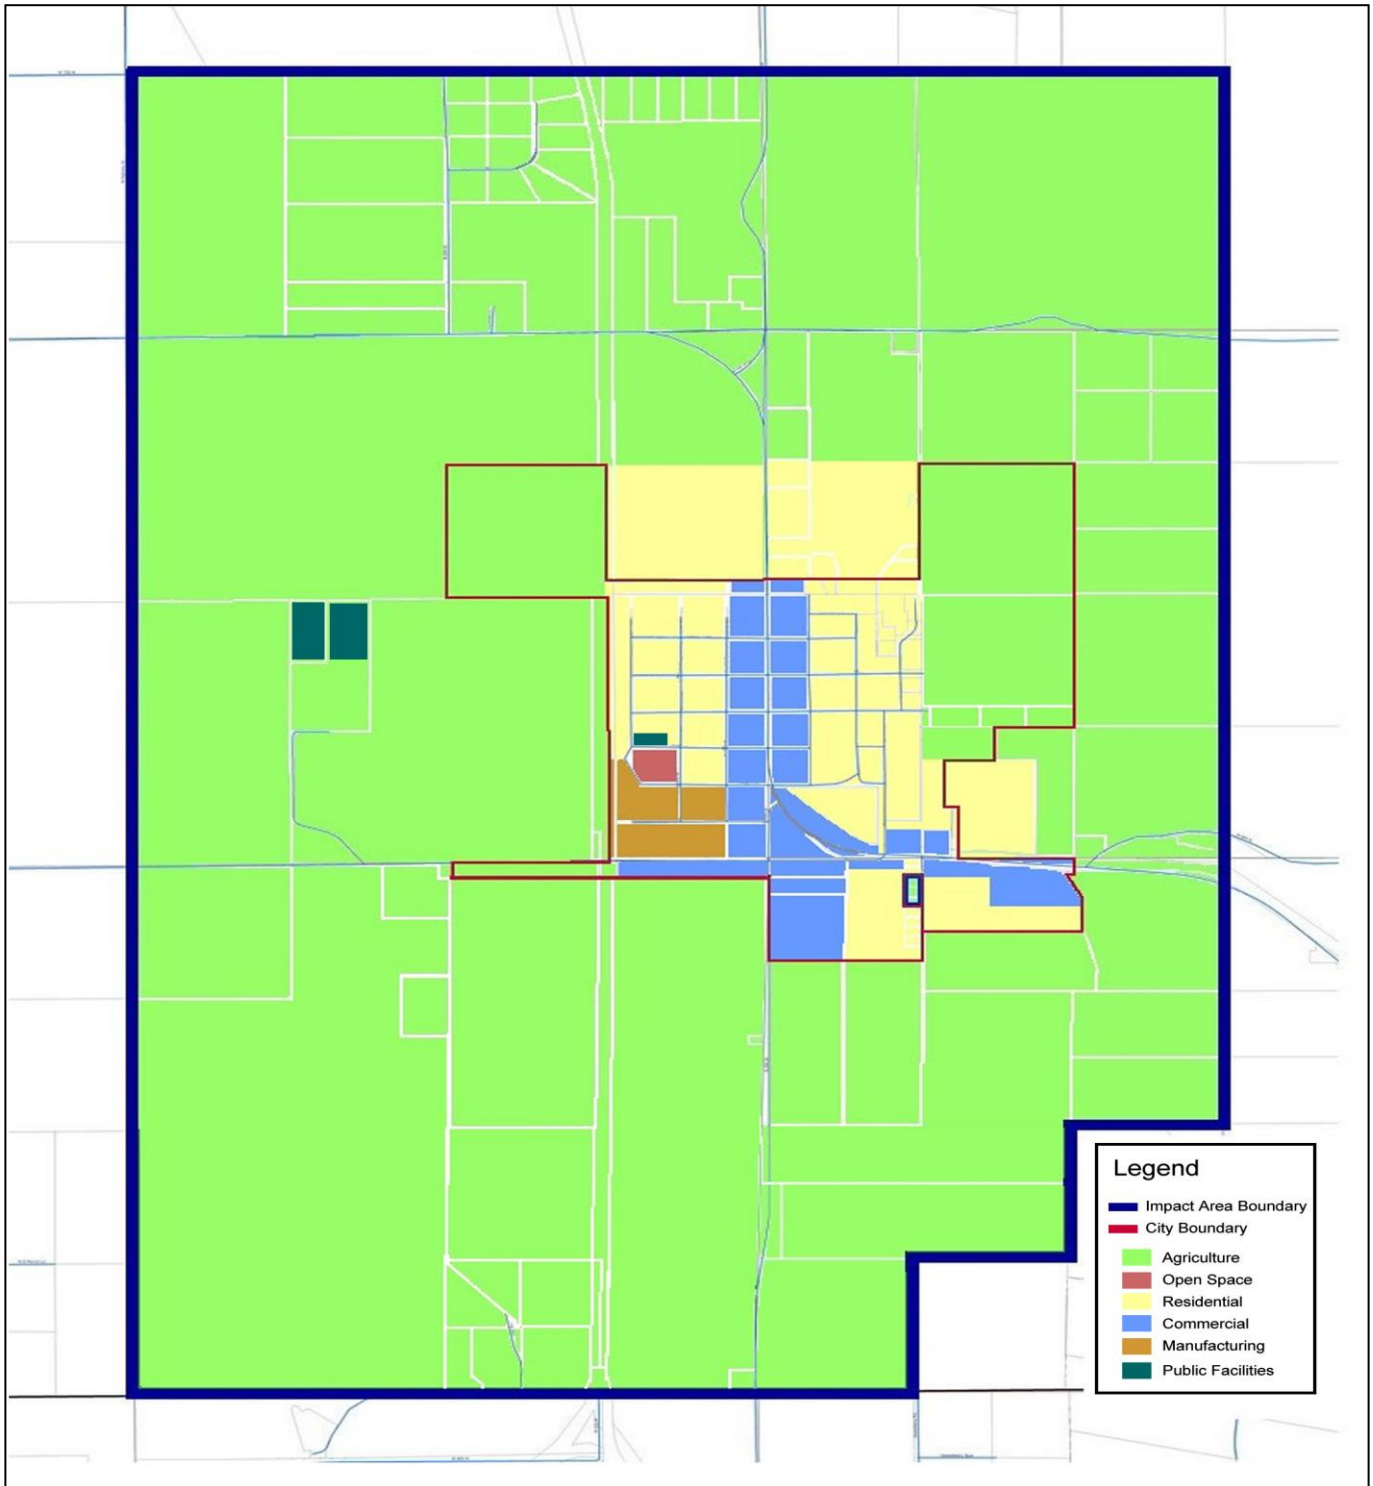 Legend
Impact Area Boundary
City Boundary
Agriculture
Open Space
Residential
Commercial
Manufacturing
Public Facilities